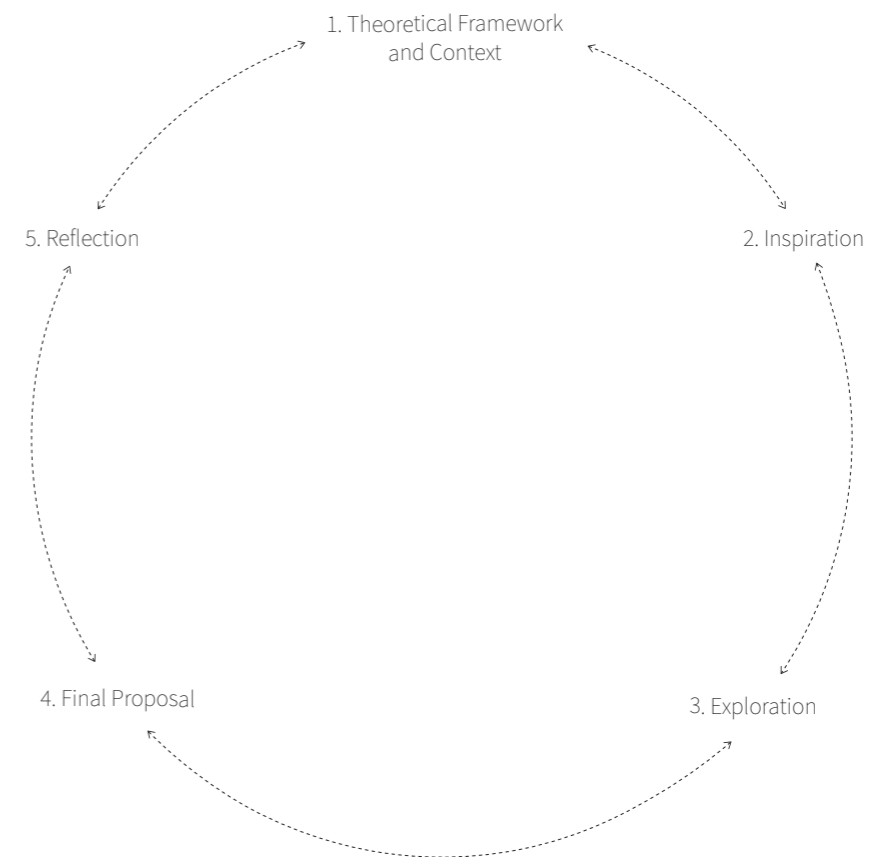 1. Theoretical Framework
and Context
5. Reflection
2. Inspiration
4. Final Proposal
3. Exploration